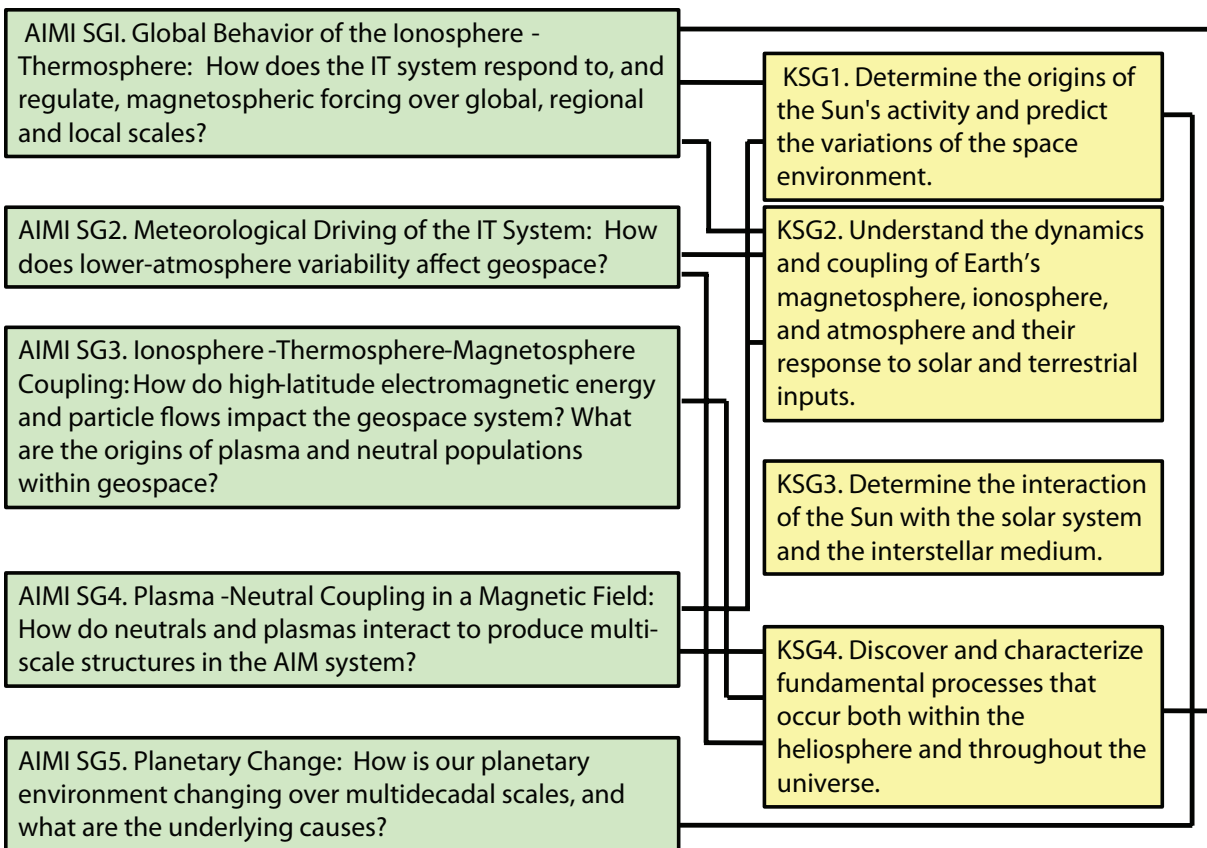 AIMI SGI. Global Behavior of the Ionosphere -
Thermosphere: How does the IT system respond to, and
regulate, magnetospheric forcing over global, regional
and local scales?
AIMI SG2. Meteorological Driving of the IT System: How
does lower-atmosphere variability affect geospace?
AIMI SG3. Ionosphere -Thermosphere-Magnetosphere
Coupling: How do high-latitude electromagnetic energy
and particle flows impact the geospace system? What
are the origins of plasma and neutral populations
within geospace?
AIMI SG4. Plasma -Neutral Coupling in a Magnetic Field:
How do neutrals and plasmas interact to produce multi-
scale structures in the AIM system?
AIMI SG5. Planetary Change: How is our planetary
environment changing over multidecadal scales, and
what are the underlying causes?
KSG1. Determine the origins of
the Sun's activity and predict
the variations of the space
environment.
KSG2. Understand the dynamics
and coupling of Earth’s
magnetosphere, ionosphere,
and atmosphere and their
response to solar and terrestrial
inputs.
KSG3. Determine the interaction
of the Sun with the solar system
and the interstellar medium.
KSG4. Discover and characterize
fundamental processes that
occur both within the
heliosphere and throughout the
universe.